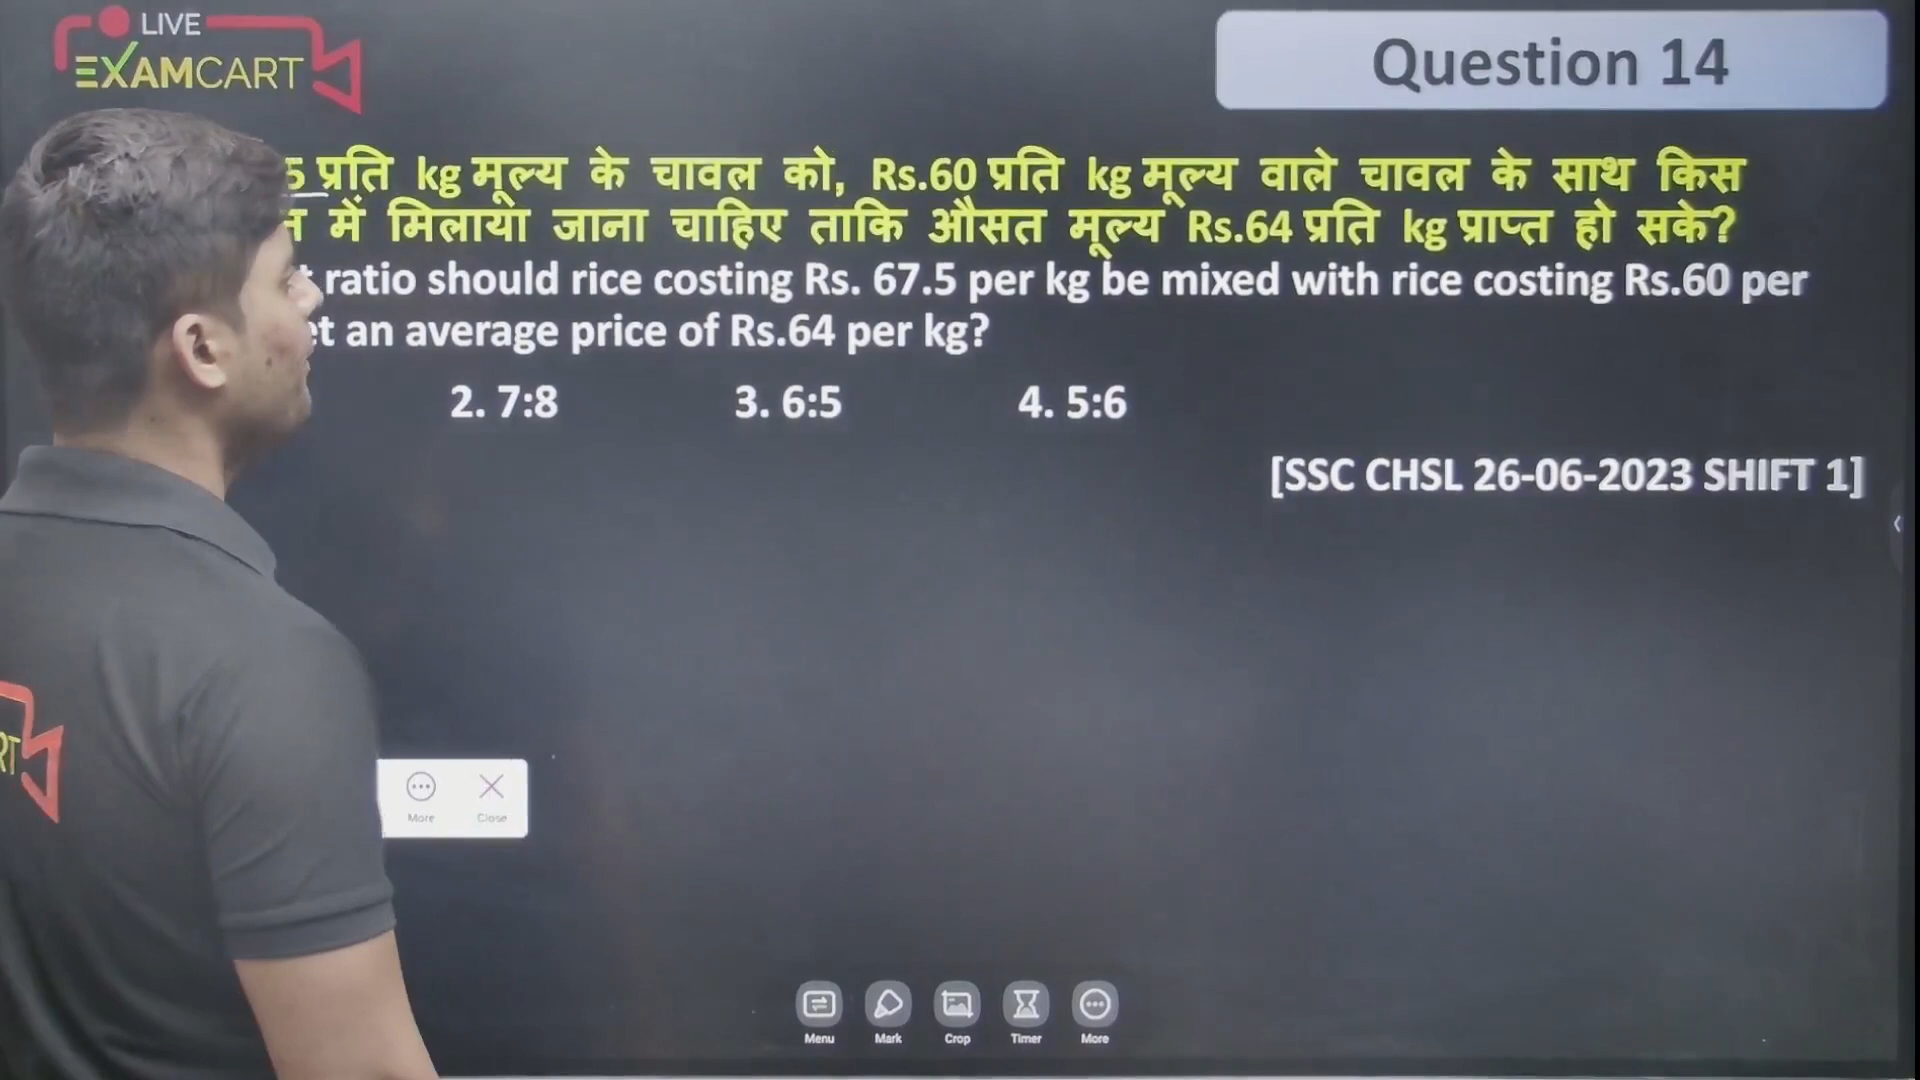 LIVE
EXAMCART
Question 14
5 प्रति kg मूल्य के चावल को, Rs.60 प्रति kg मूल्य वाले चावल के साथ किस
में मिलाया जाना चाहिए ताकि औसत मूल्य Rs.64 प्रति kg प्राप्त हो सके?
ratio should rice costing Rs. 67.5 per kg be mixed with rice costing Rs.60 per
an average price of Rs.64 per kg?
2. 7:8 3. 6:5 4. 5:6
[SSC CHSL 26-06-2023 SHIFT 1]
RT
More Close
Menu Mark Crop Timer More